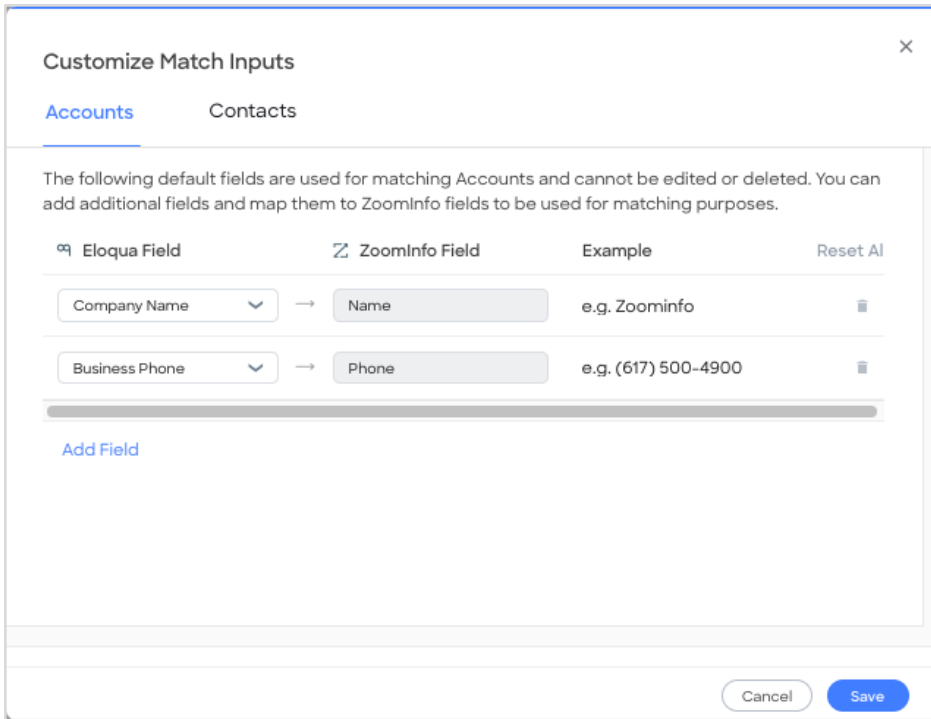 Customize Match Inputs
Accounts Contacts
The following default fields are used for matching Accounts and cannot be edited or deleted. You can
add additional fields and map them to ZoomInfo fields to be used for matching purposes.
Eloqua Field ZoomInfo Field Example Reset Al
Company Name Name e.g. Zoominfo
Business Phone Phone e.g. (617) 500-4900
Add Field
Cancel Save